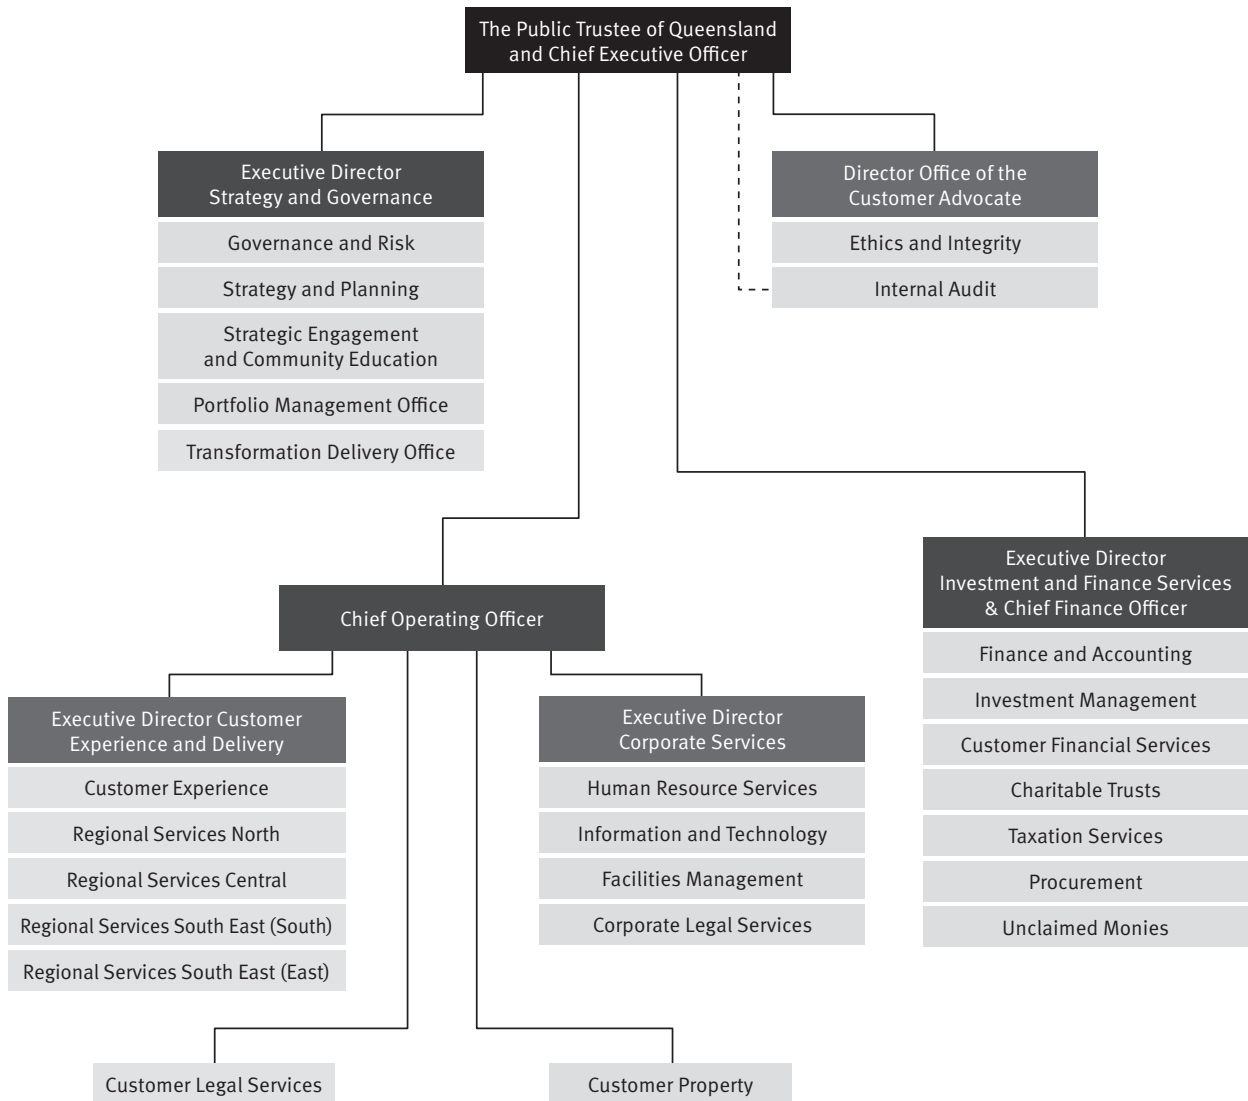 The Public Trustee of Queensland
and Chief Executive Officer
Executive Director
Strategy and Governance
Governance and Risk
Strategy and Planning
Strategic Engagement
and Community Education
Portfolio Management Office
Transformation Delivery Office
Director Office of the
Customer Advocate
Ethics and Integrity
Internal Audit
Chief Operating Officer
Executive Director Customer
Experience and Delivery
Customer Experience
Regional Services North
Regional Services Central
Regional Services South East (South)
Regional Services South East (East)
Executive Director
Corporate Services
Human Resource Services
Information and Technology
Facilities Management
Corporate Legal Services
Customer Legal Services
Customer Property
Executive Director
Investment and Finance Services
& Chief Finance Officer
Finance and Accounting
Investment Management
Customer Financial Services
Charitable Trusts
Taxation Services
Procurement
Unclaimed Monies